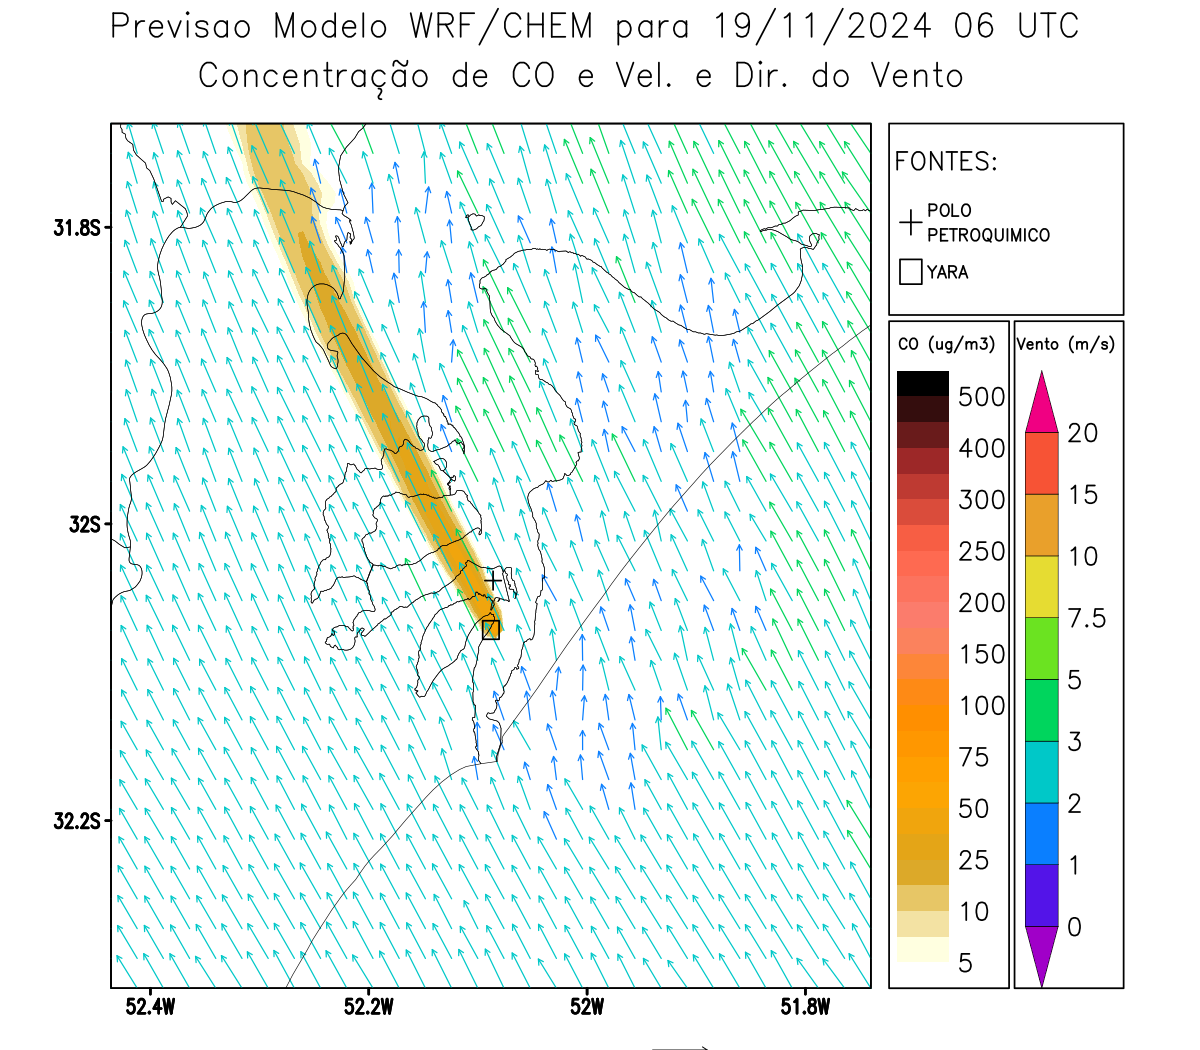 Previsao Modelo WRF/CHEM para 19/11/2024 06 UTC
Concentração de CO e Vel. e Dir. do Vento
FONTES:
POLO
PETROQUIMICO
YARA
CO (ug/m3)
500
400
300
250
200
150
100
75
50
25
10
5
Vento (m/s)
20
15
10
7.5
5
3
2
1
0
31.8S
32S
32.2S
52.4W
52.2W
52W
51.8W